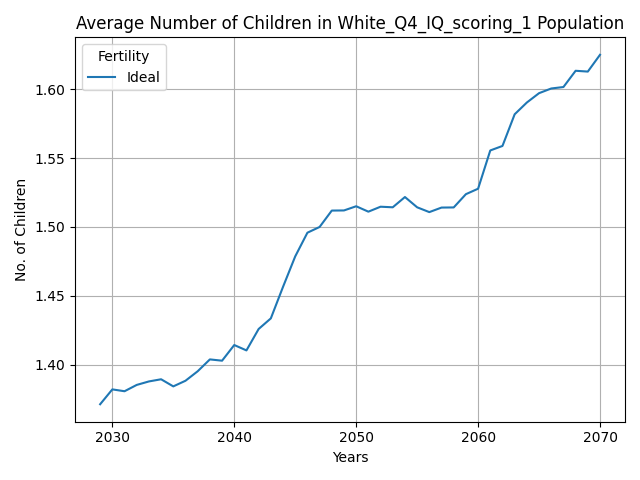 Average Number of Children in White_Q4_IQ_scoring_1 Population
Fertility
Ideal
No. of Children
1.60
1.55
1.50
1.45
1.40
2030 2040 2050 2060 2070
Years